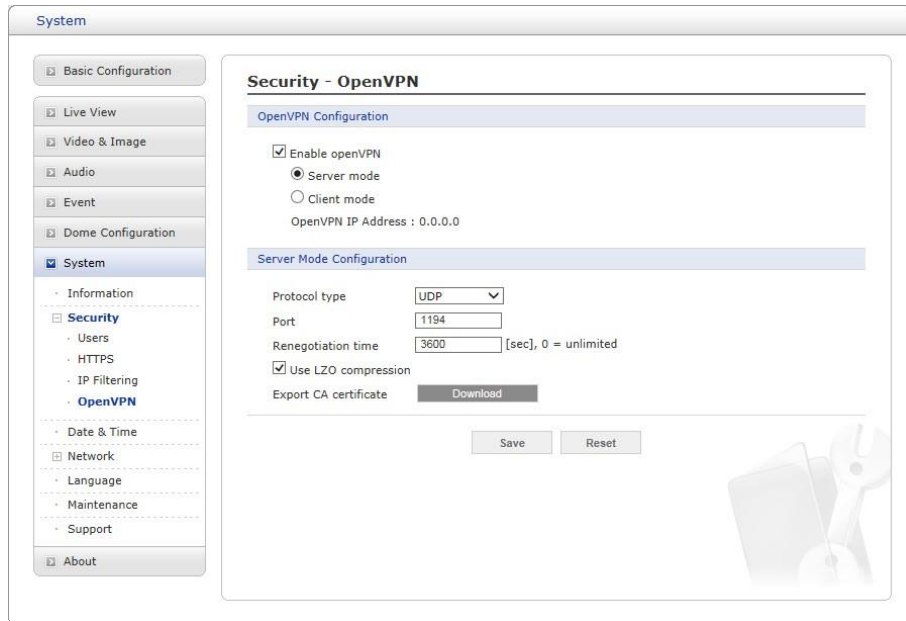 System
Basic Configuration
Live View
Video & Image
Audio
Event
Dome Configuration
System
Information
Security
Users
HTTPS
IP Filtering
OpenVPN
Date & Time
Network
Language
Maintenance
Support
About
Security - OpenVPN
OpenVPN Configuration
Enable openVPN
Server mode
Client mode
OpenVPN IP Address : 0.0.0.0
Server Mode Configuration
Protocol type UDP
Port 1194
Renegotiation time 3600 [sec], 0 = unlimited
Use LZO compression
Export CA certificate Download
Save Reset